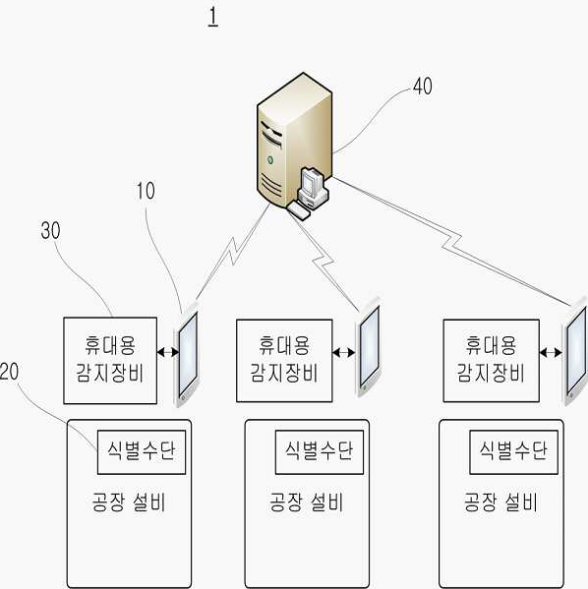 1
40
10
30
휴대용
감지장비
휴대용
감지장비
휴대용
감지장비
20
식별수단
식별수단
식별수단
공장 설비
공장 설비
공장 설비